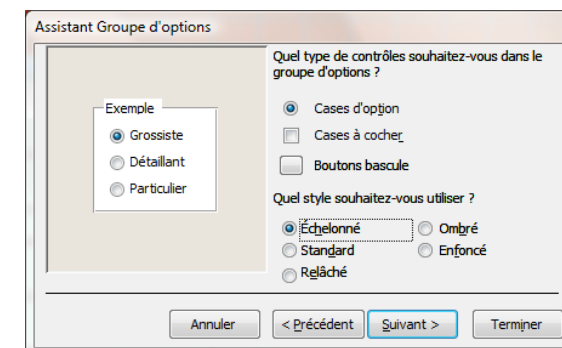 Assistant Groupe d'options
Quel type de contrôles souhaitez-vous dans le
groupe d'options ?
Exemple
Grossiste
Détaillant
Particulier
Cases d'option
Cases à cocher
Boutons bascule
Quel style souhaitez-vous utiliser ?
Échelonné
Ombré
Standard
Enfoncé
Relâché
Annuler
< Précédent
Suivant >
Terminer